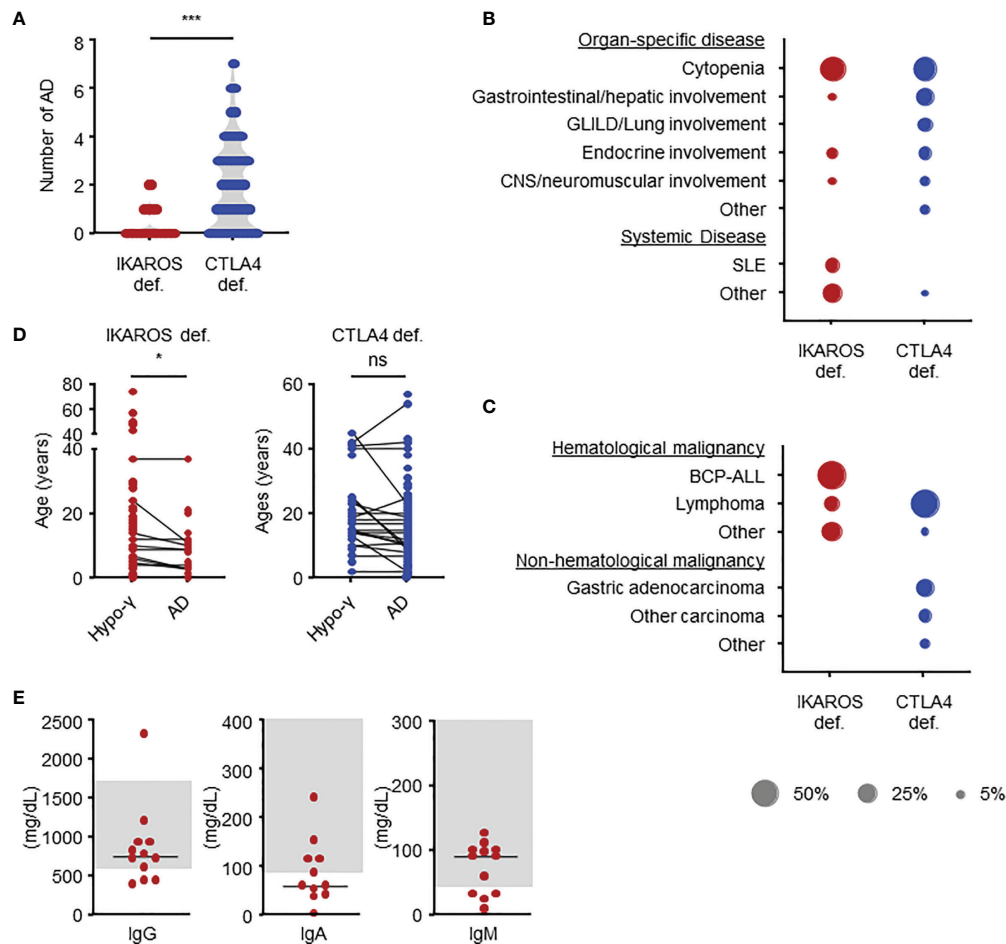 A
***
Number of AD
8
6
4
2
0
IKAROS def.
CTLA4 def.
B
Organ-specific disease
Cytopenia
Gastrointestinal/hepatic involvement
GLILD/Lung involvement
Endocrine involvement
CNS/neuromuscular involvement
Other
Systemic Disease
SLE
Other
IKAROS def.
CTLA4 def.
D
IKAROS def.
*
Age (years)
80
60
40
40
20
0
Hypo-γ
AD
CTLA4 def.
ns
Ages (years)
60
40
20
0
Hypo-γ
AD
C
Hematological malignancy
BCP-ALL
Lymphoma
Other
Non-hematological malignancy
Gastric adenocarcinoma
Other carcinoma
Other
IKAROS def.
CTLA4 def.
50%
25%
5%
E
(mg/dL)
2500
2000
1500
1000
500
0
IgG
(mg/dL)
400
300
200
100
0
IgA
(mg/dL)
300
200
100
0
IgM